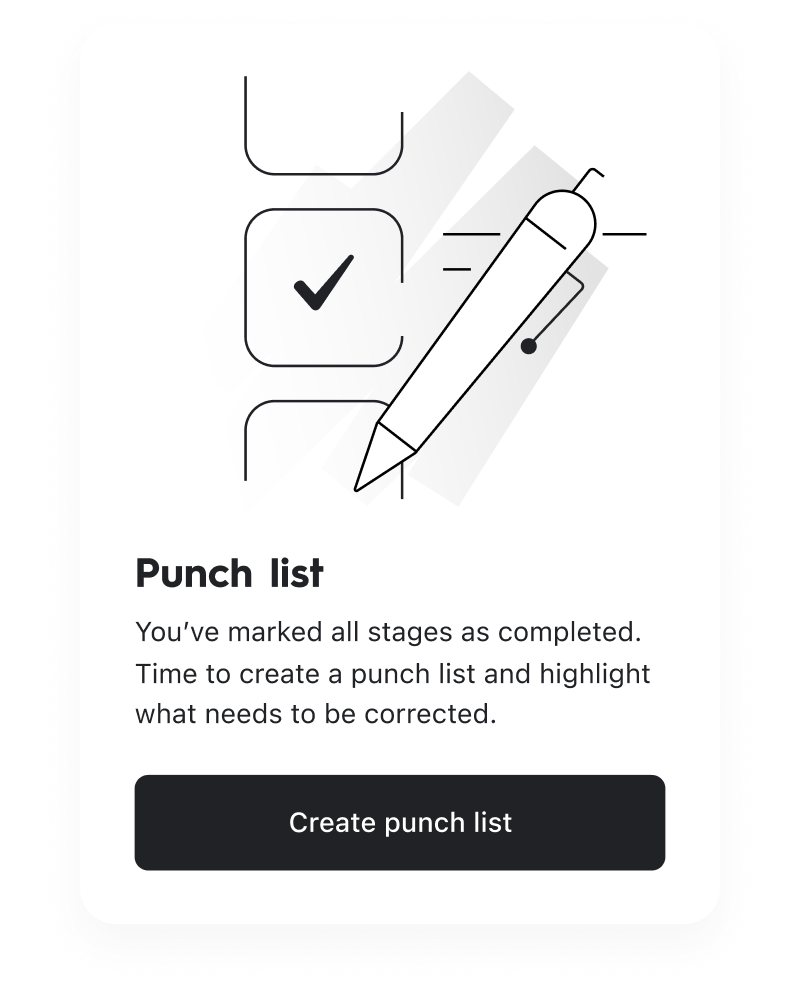 Punch list
You’ve marked all stages as completed.
Time to create a punch list and highlight
what needs to be corrected.
Create punch list